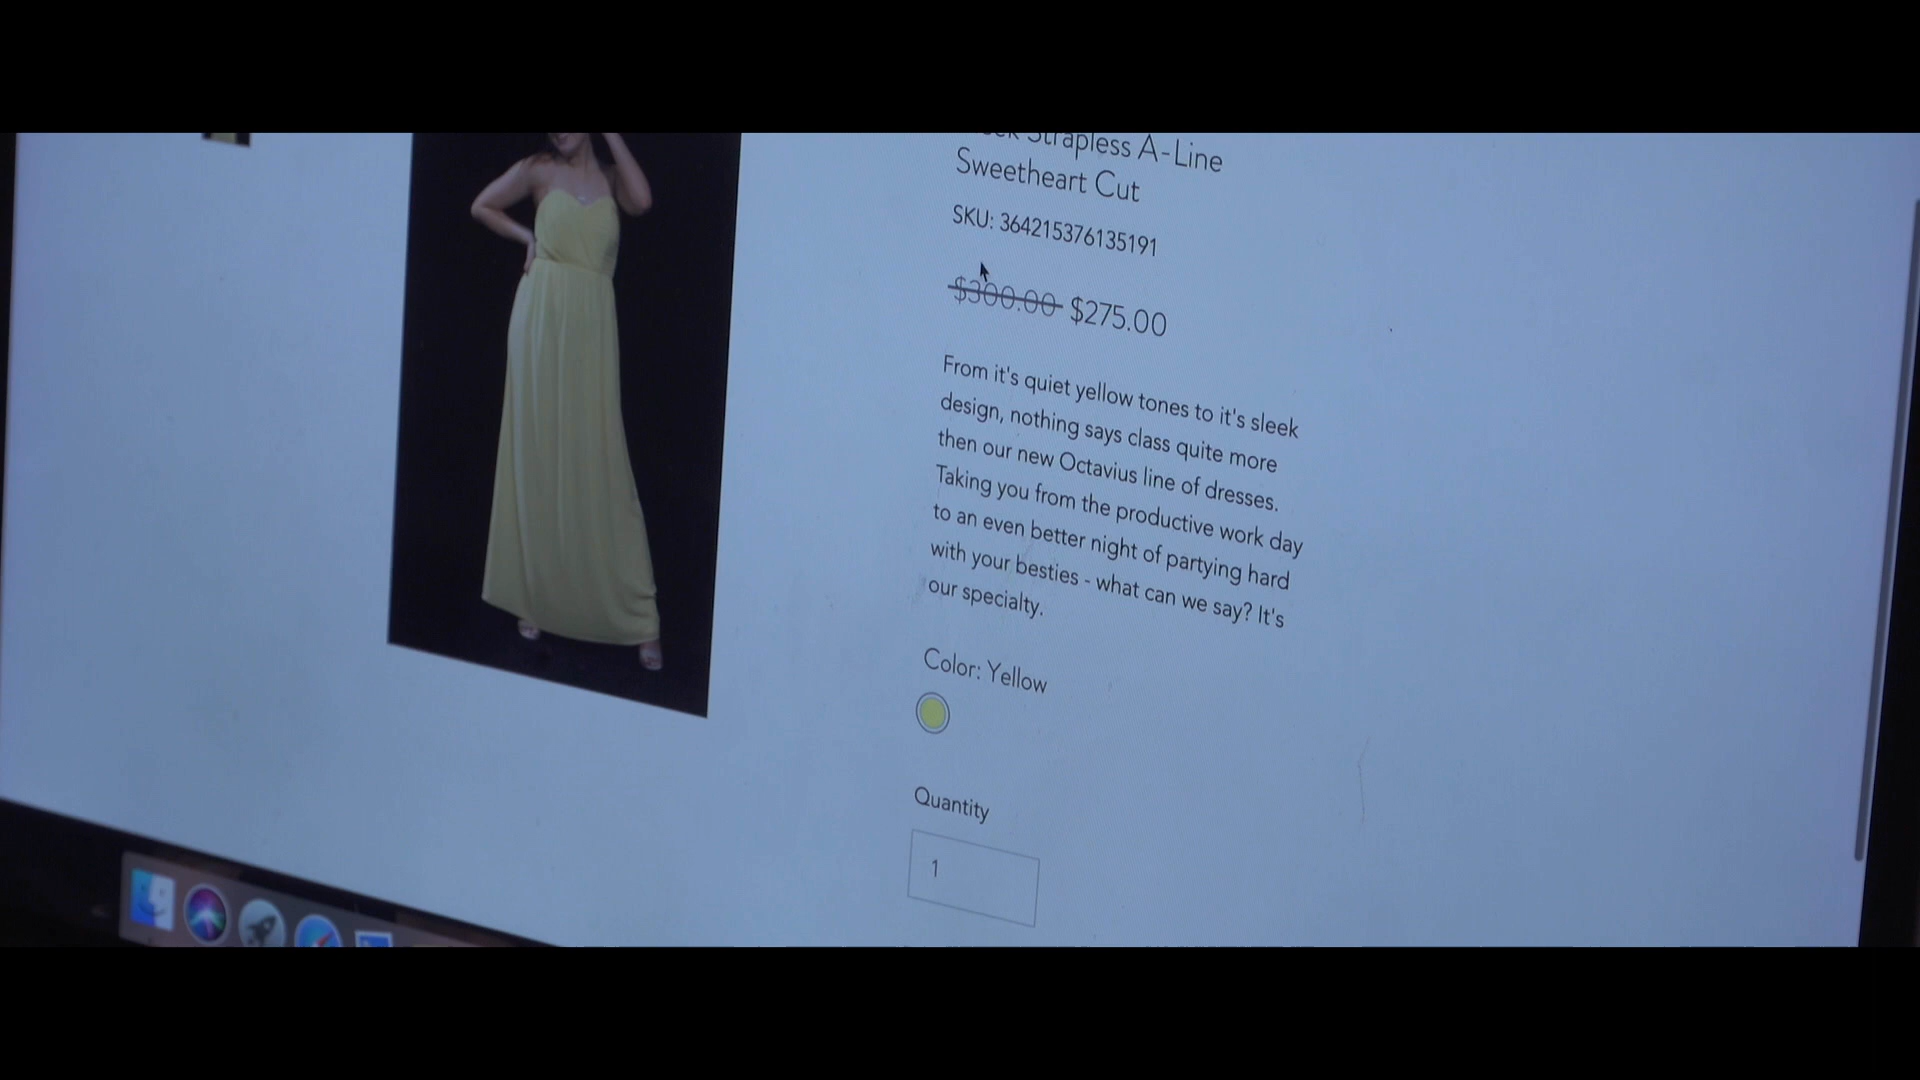 Strapless A-Line
Sweetheart Cut
SKU: 364215376135191
$300.00 $275.00
From it's quiet yellow tones to it's sleek
design, nothing says class quite more
then our new Octavius line of dresses.
Taking you from the productive work day
to an even better night of partying hard
with your besties - what can we say? It's
our specialty.
Color: Yellow
Quantity
1